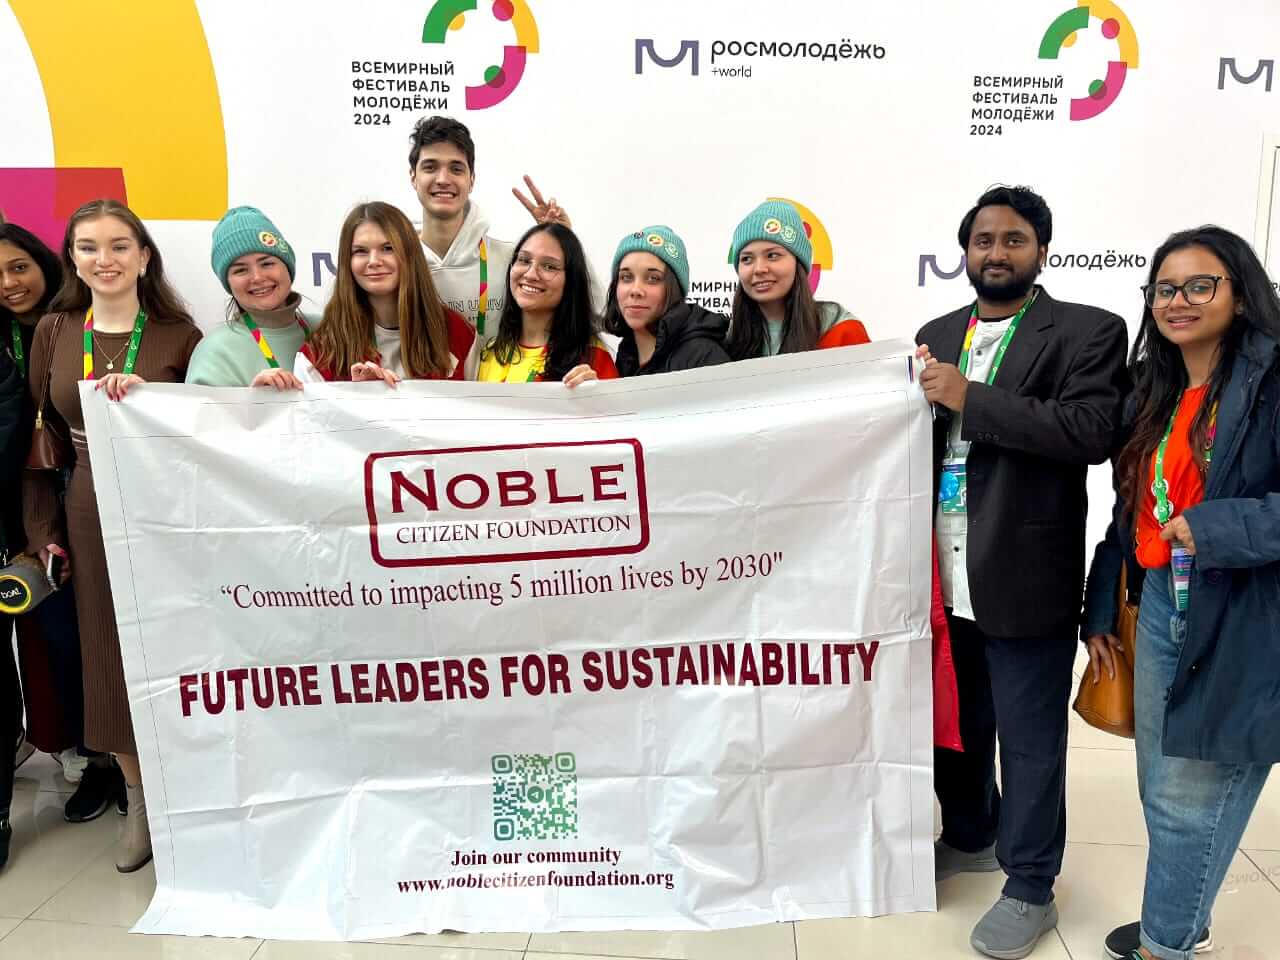 ВСЕМИРНЫЙ
ФЕСТИВАЛЬ
МОЛОДЁЖИ
2024
росмолодёжь
+world
ВСЕМИРНЫЙ
ФЕСТИВАЛЬ
МОЛОДЁЖИ
2024
молодёжь
NOBLE
CITIZEN FOUNDATION
“Committed to impacting 5 million lives by 2030"
FUTURE LEADERS FOR SUSTAINABILITY
Join our community
www.noblecitizenfoundation.org
boAt